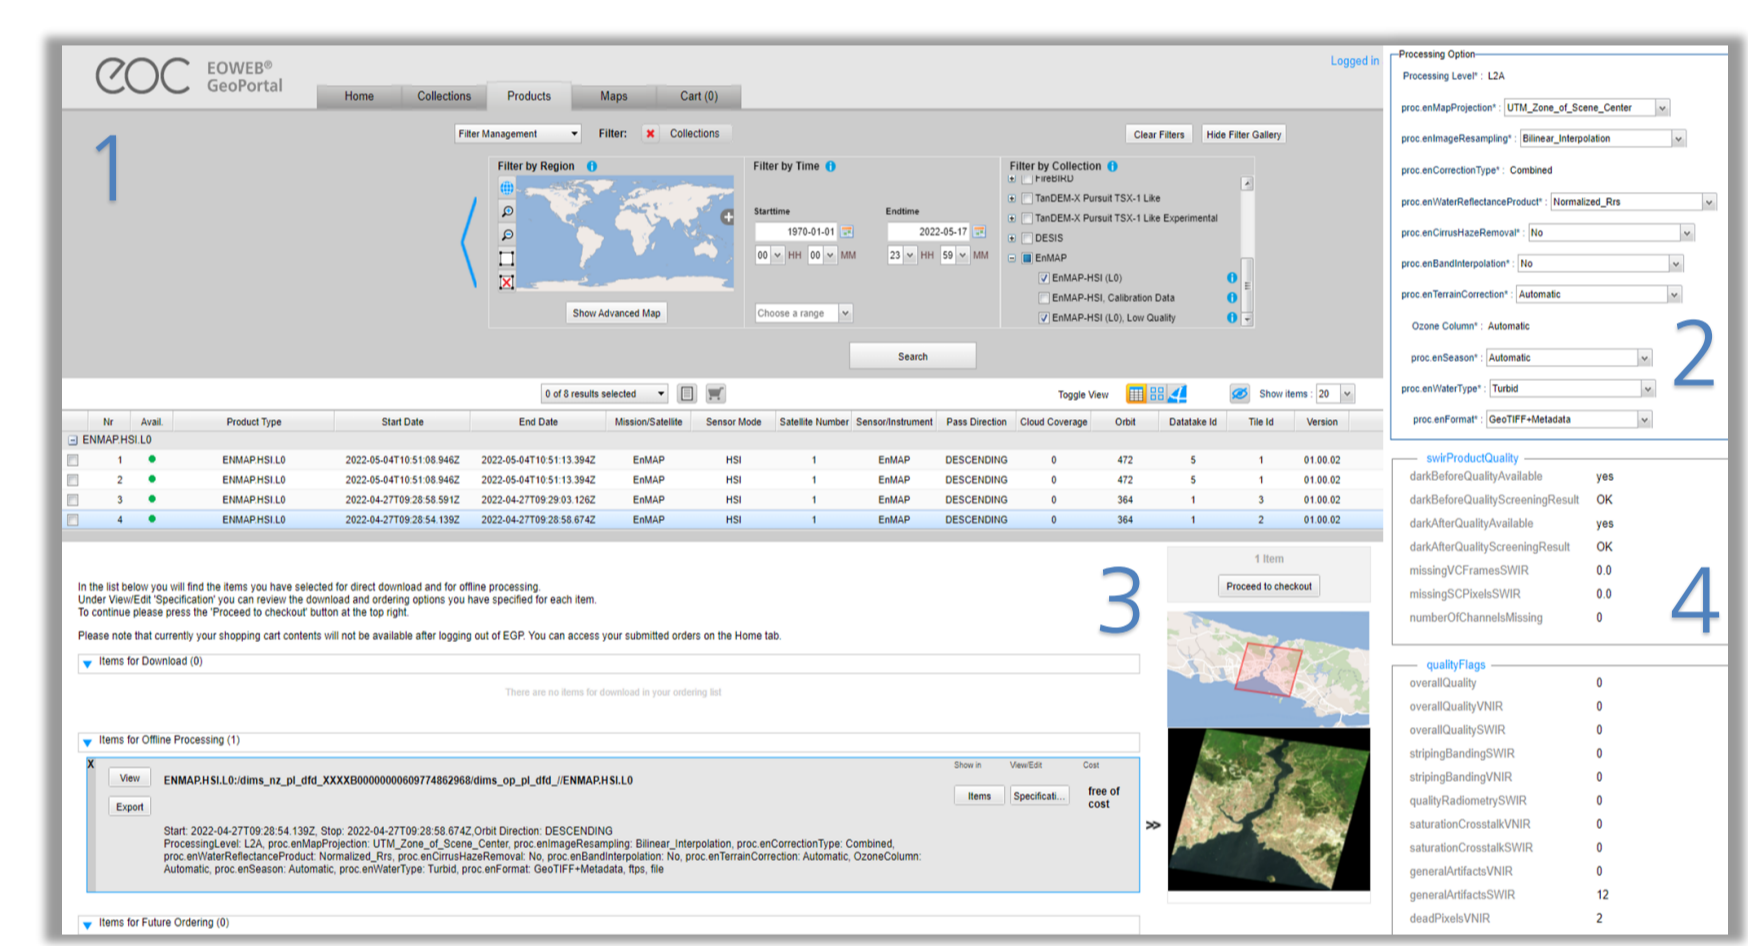 eoc EOWEB®
GeoPortal
Logged in
Home Collections Products Maps Cart (0)
1
Filter Management Filter: Collections Clear Filters Hide Filter Gallery
Filter by Region
Show Advanced Map
Filter by Time
Starttime Endtime
1970-01-01 2022-05-17
00 HH 00 MM 23 HH 59 MM
Choose a range
Filter by Collection
FireBIRD
TanDEM-X Pursuit TSX-1 Like
TanDEM-X Pursuit TSX-1 Like Experimental
DESIS
EnMAP
EnMAP-HSI (L0)
EnMAP-HSI, Calibration Data
EnMAP-HSI (L0), Low Quality
Search
0 of 8 results selected Toggle View Show items : 20
Nr Avail. Product Type Start Date End Date Mission/Satellite Sensor Mode Satellite Number Sensor/Instrument Pass Direction Cloud Coverage Orbit Datatake Id Tile Id Version
ENMAP.HSI.L0
1 ENMAP.HSI.L0 2022-05-04T10:51:08.946Z 2022-05-04T10:51:13.394Z EnMAP HSI 1 EnMAP DESCENDING 0 472 5 1 01.00.02
2 ENMAP.HSI.L0 2022-05-04T10:51:08.946Z 2022-05-04T10:51:13.394Z EnMAP HSI 1 EnMAP DESCENDING 0 472 5 1 01.00.02
3 ENMAP.HSI.L0 2022-04-27T09:28:58.591Z 2022-04-27T09:29:03.126Z EnMAP HSI 1 EnMAP DESCENDING 0 364 1 3 01.00.02
4 ENMAP.HSI.L0 2022-04-27T09:28:54.139Z 2022-04-27T09:28:58.674Z EnMAP HSI 1 EnMAP DESCENDING 0 364 1 2 01.00.02
Processing Option
Processing Level* : L2A
proc.enMapProjection* : UTM_Zone_of_Scene_Center
proc.enImageResampling* : Bilinear_Interpolation
proc.enCorrectionType* : Combined
proc.enWaterReflectanceProduct* : Normalized_Rrs
proc.enCirrusHazeRemoval* : No
proc.enBandInterpolation* : No
proc.enTerrainCorrection* : Automatic
Ozone Column* : Automatic
proc.enSeason* : Automatic
proc.enWaterType* : Turbid
proc.enFormat* : GeoTIFF+Metadata
2
3
In the list below you will find the items you have selected for direct download and for offline processing.
Under View/Edit 'Specification' you can review the download and ordering options you have specified for each item.
To continue please press the 'Proceed to checkout' button at the top right.
Please note that currently your shopping cart contents will not be available after logging out of EGP. You can access your submitted orders on the Home tab.
1 Item
Proceed to checkout
Items for Download (0)
There are no items for download in your ordering list
Items for Offline Processing (1)
X
View
Export
ENMAP.HSI.L0:/dims_nz_pl_dfd_XXXXB00000000609774862968/dims_op_pl_dfd_//ENMAP.HSI.L0
Show in View/Edit Cost
Items Specificati... free of
cost
Start: 2022-04-27T09:28:54.139Z, Stop: 2022-04-27T09:28:58.674Z,Orbit Direction: DESCENDING
ProcessingLevel: L2A, proc.enMapProjection: UTM_Zone_of_Scene_Center, proc.enImageResampling: Bilinear_Interpolation, proc.enCorrectionType: Combined,
proc.enWaterReflectanceProduct: Normalized_Rrs, proc.enCirrusHazeRemoval: No, proc.enBandInterpolation: No, proc.enTerrainCorrection: Automatic, OzoneColumn:
Automatic, proc.enSeason: Automatic, proc.enWaterType: Turbid, proc.enFormat: GeoTIFF+Metadata, ftps, file
>>
Items for Future Ordering (0)
4
swirProductQuality
darkBeforeQualityAvailable yes
darkBeforeQualityScreeningResult OK
darkAfterQualityAvailable yes
darkAfterQualityScreeningResult OK
missingVCFramesSWIR 0.0
missingSCPixelsSWIR 0.0
numberOfChannelsMissing 0
qualityFlags
overallQuality 0
overallQualityVNIR 0
overallQualitySWIR 0
stripingBandingSWIR 0
stripingBandingVNIR 0
qualityRadiometrySWIR 0
saturationCrosstalkVNIR 0
saturationCrosstalkSWIR 0
generalArtifactsVNIR 0
generalArtifactsSWIR 12
deadPixelsVNIR 2